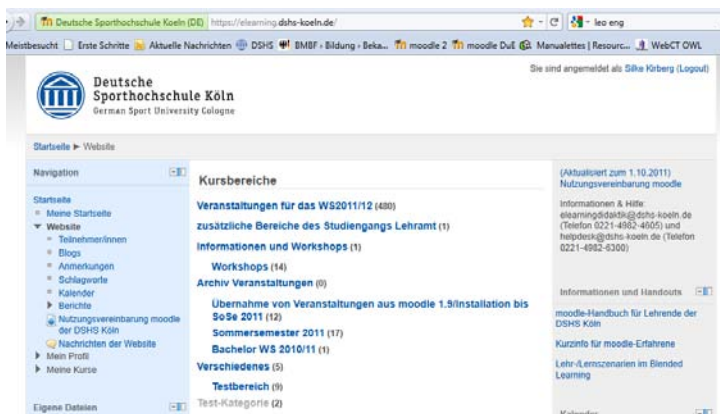 Deutsche Sporthochschule Koeln (DE) https://elearning.dshs-koeln.de/ leo eng
Meistbesucht Erste Schritte Aktuelle Nachrichten DSHS BMBF › Bildung › Beka... moodle 2 moodle DuE Manualettes | Resourc... WebCT OWL
Sie sind angemeldet als Silke Kirberg (Logout)
Deutsche
Sporthochschule Köln
German Sport University Cologne
Startseite ► Website
Navigation
Startseite
Meine Startseite
Website
Teilnehmer/innen
Blogs
Anmerkungen
Schlagworte
Kalender
Berichte
Nutzungsvereinbarung moodle
der DSHS Köln
Nachrichten der Website
Mein Profil
Meine Kurse
Eigene Dateien
Kursbereiche
Veranstaltungen für das WS2011/12 (480)
zusätzliche Bereiche des Studiengangs Lehramt (1)
Informationen und Workshops (1)
Workshops (14)
Archiv Veranstaltungen (0)
Übernahme von Veranstaltungen aus moodle 1.9/Installation bis
SoSe 2011 (12)
Sommersemester 2011 (17)
Bachelor WS 2010/11 (1)
Verschiedenes (5)
Testbereich (9)
Test-Kategorie (2)
(Aktualisiert zum 1.10.2011)
Nutzungsvereinbarung moodle
Informationen & Hilfe:
elearningdidaktik@dshs-koeln.de
(Telefon 0221-4982-4605) und
helpdesk@dshs-koeln.de (Telefon
0221-4982-6300)
Informationen und Handouts
moodle-Handbuch für Lehrende der
DSHS Köln
Kurzinfo für moodle-Erfahrene
Lehr-/Lernszenarien im Blended
Learning
Kalender